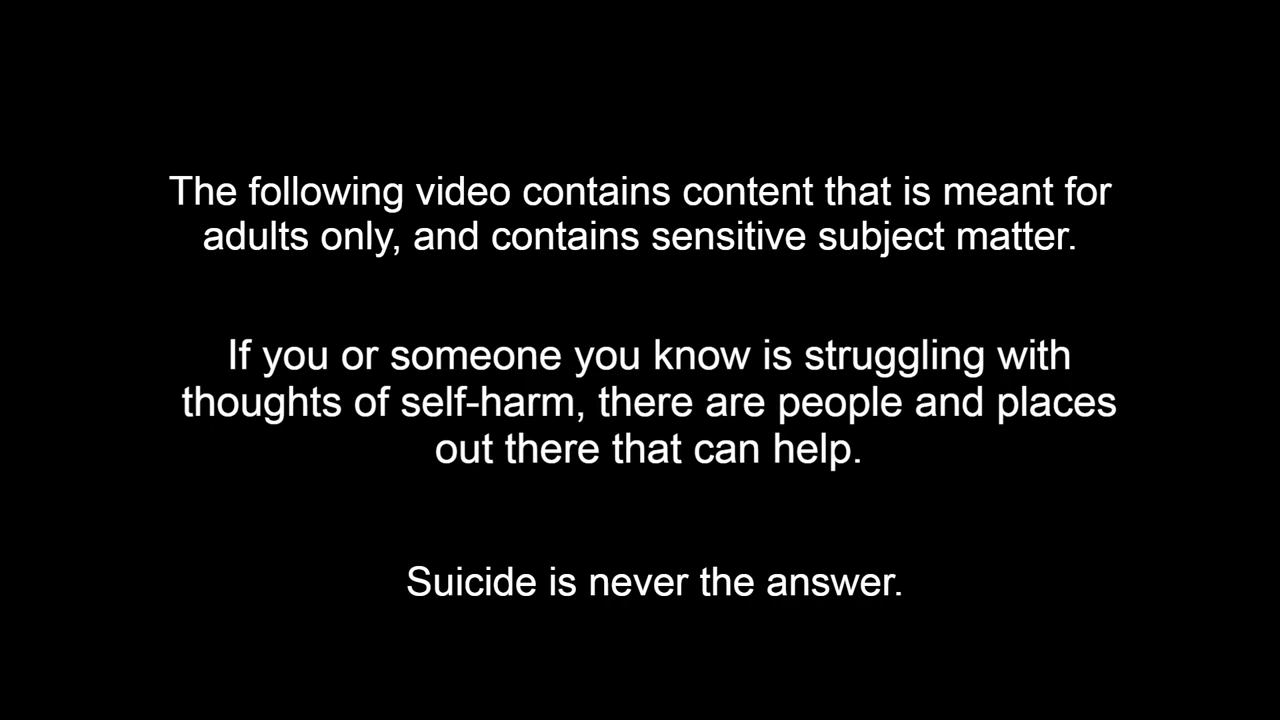 The following video contains content that is meant for
adults only, and contains sensitive subject matter.
If you or someone you know is struggling with
thoughts of self-harm, there are people and places
out there that can help.
Suicide is never the answer.